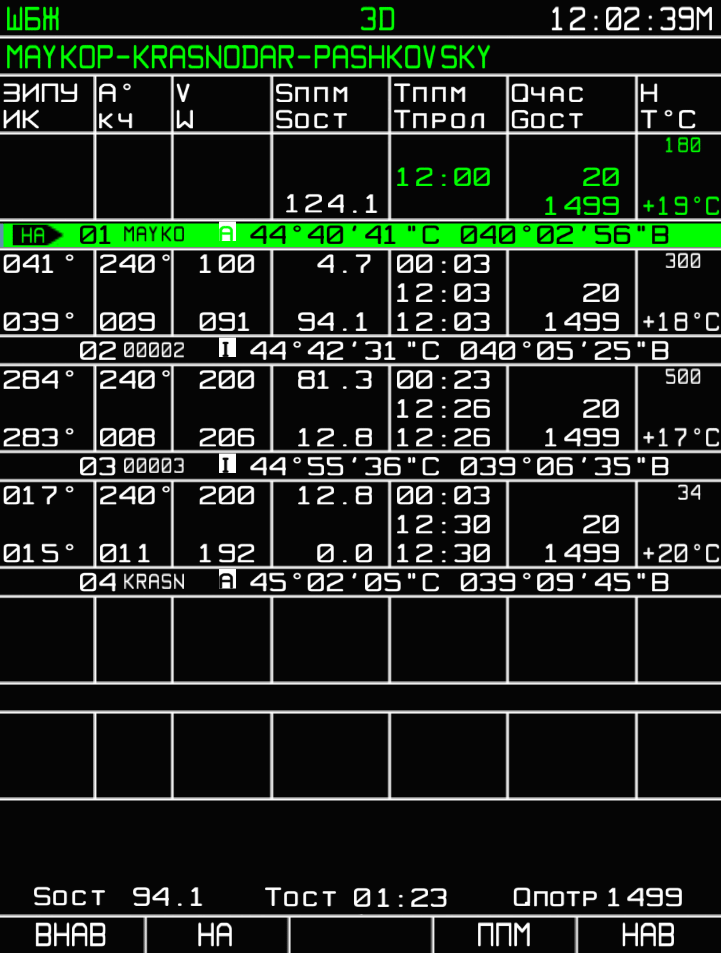 ШБЖ 3D 12:02:39М
MAYKOP-KRASNODAR-PASHKOVSKY
ЗИПУ А° V Sппм Тппм Qчас Н
ИК кч W Sост Тпрол Gост Т°С
180
12:00 20
124.1 1499 +19°С
НА 01 MAYKO A 44°40'41"С 040°02'56"В
041° 240° 100 4.7 00:03 300
12:03 20
039° 009 091 94.1 12:03 1499 +18°С
02 00002 I 44°42'31"С 040°05'25"В
284° 240° 200 81.3 00:23 500
12:26 20
283° 008 206 12.8 12:26 1499 +17°С
03 00003 I 44°55'36"С 039°06'35"В
017° 240° 200 12.8 00:03 34
12:30 20
015° 011 192 0.0 12:30 1499 +20°С
04 KRASN A 45°02'05"С 039°09'45"В
Sост 94.1 Тост 01:23 Qпотр 1499
ВНАВ НА ППМ НАВ